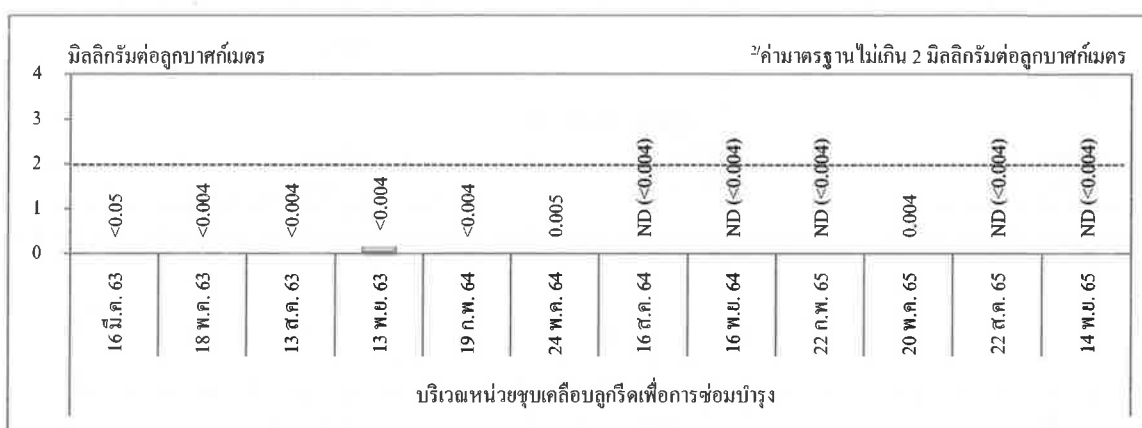 มิลลิกรัมต่อลูกบาศก์เมตร
2/ค่ามาตรฐานไม่เกิน 2 มิลลิกรัมต่อลูกบาศก์เมตร
4
3
2
1
0
<0.05
<0.004
<0.004
<0.004
<0.004
0.005
ND (<0.004)
ND (<0.004)
ND (<0.004)
0.004
ND (<0.004)
ND (<0.004)
16 มี.ค. 63
18 พ.ค. 63
13 ส.ค. 63
13 พ.ย. 63
19 ก.พ. 64
24 พ.ค. 64
16 ส.ค. 64
16 พ.ย. 64
22 ก.พ. 65
20 พ.ค. 65
22 ส.ค. 65
14 พ.ย. 65
บริเวณหน่วยชุบเคลือบลูกรีดเพื่อการซ่อมบำรุง